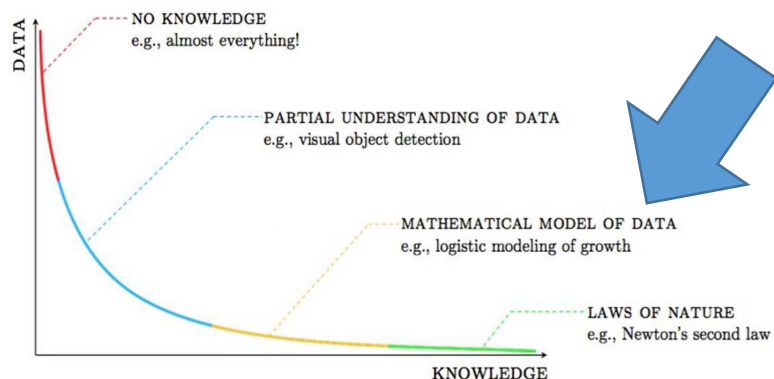 NO KNOWLEDGE
e.g., almost everything!
DATA
PARTIAL UNDERSTANDING OF DATA
e.g., visual object detection
MATHEMATICAL MODEL OF DATA
e.g., logistic modeling of growth
LAWS OF NATURE
e.g., Newton's second law
KNOWLEDGE